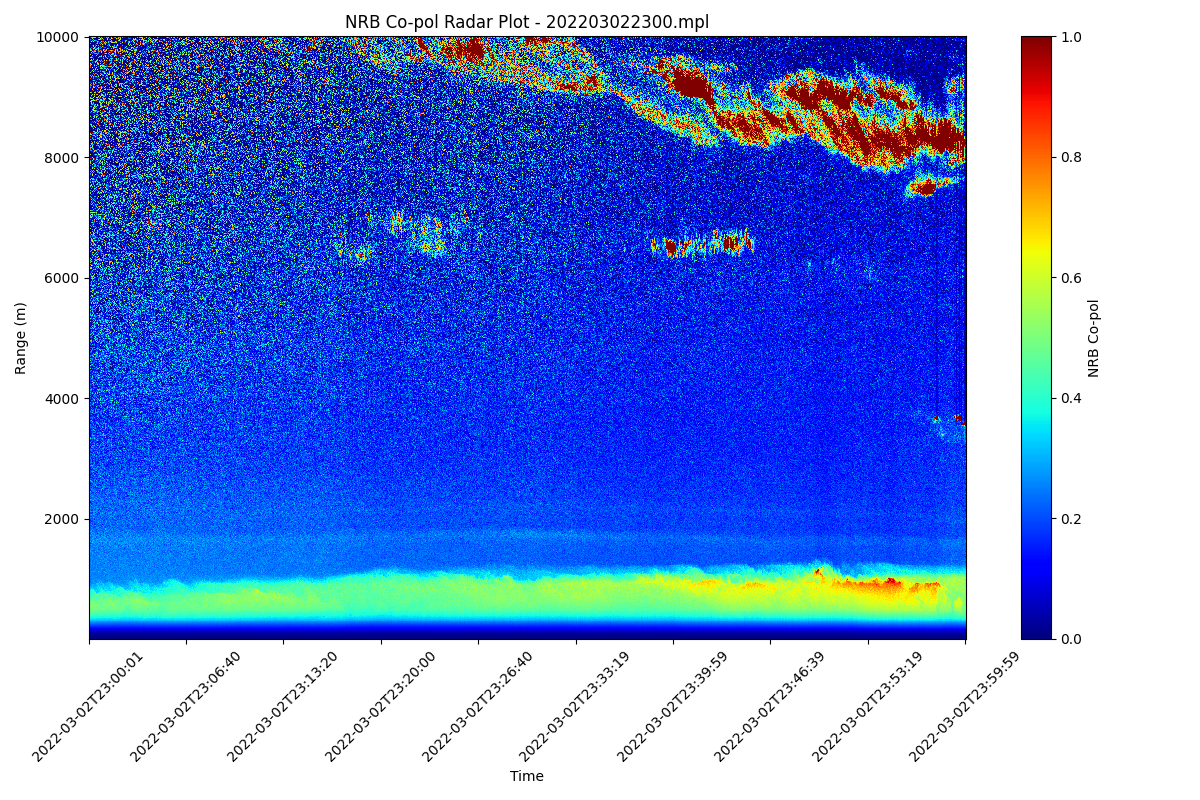 NRB Co-pol Radar Plot - 202203022300.mpl
10000
8000
6000
4000
2000
Range (m)
2022-03-02T23:00:01
2022-03-02T23:06:40
2022-03-02T23:13:20
2022-03-02T23:20:00
2022-03-02T23:26:40
2022-03-02T23:33:19
2022-03-02T23:39:59
2022-03-02T23:46:39
2022-03-02T23:53:19
2022-03-02T23:59:59
Time
1.0
0.8
0.6
0.4
0.2
0.0
NRB Co-pol